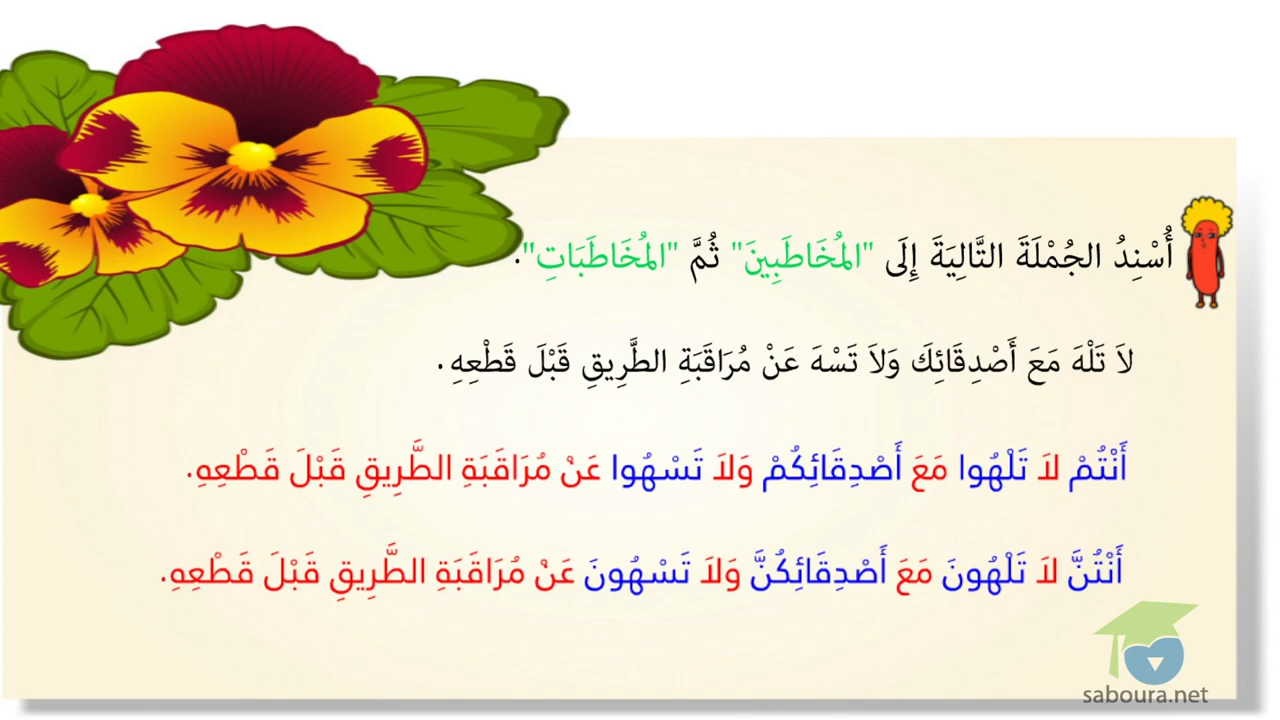 أُسْنِدُ الجُمْلَةَ التَّالِيَةَ إِلَى "المُخَاطَبِينَ" ثُمَّ "المُخَاطَبَاتِ".
لاَ تَلْهَ مَعَ أَصْدِقَائِكَ وَلاَ تَسْهَ عَنْ مُرَاقَبَةِ الطَّرِيقِ قَبْلَ قَطْعِهِ.
أَنْتُمْ لاَ تَلْهُوا مَعَ أَصْدِقَائِكُمْ وَلاَ تَسْهُوا عَنْ مُرَاقَبَةِ الطَّرِيقِ قَبْلَ قَطْعِهِ.
أَنْتُنَّ لاَ تَلْهُونَ مَعَ أَصْدِقَائِكُنَّ وَلاَ تَسْهُونَ عَنْ مُرَاقَبَةِ الطَّرِيقِ قَبْلَ قَطْعِهِ.
saboura.net